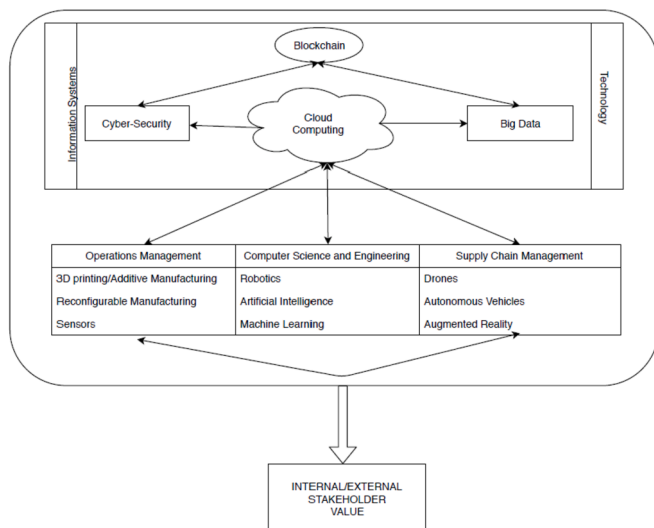 Blockchain
Information Systems
Technology
Cyber-Security
Cloud
Computing
Big Data
Operations Management
Computer Science and Engineering
Supply Chain Management
3D printing/Additive Manufacturing
Robotics
Drones
Reconfigurable Manufacturing
Artificial Intelligence
Autonomous Vehicles
Sensors
Machine Learning
Augmented Reality
INTERNAL/EXTERNAL
STAKEHOLDER
VALUE